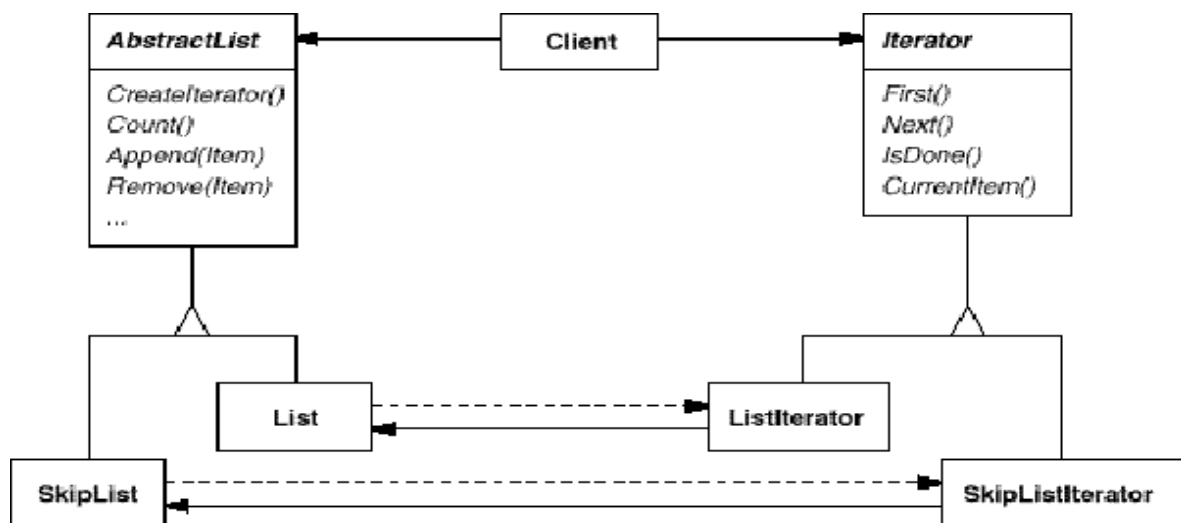 AbstractList
CreateIterator()
Count()
Append(Item)
Remove(Item)
...
Client
Iterator
First()
Next()
IsDone()
CurrentItem()
List
ListIterator
SkipList
SkipListIterator